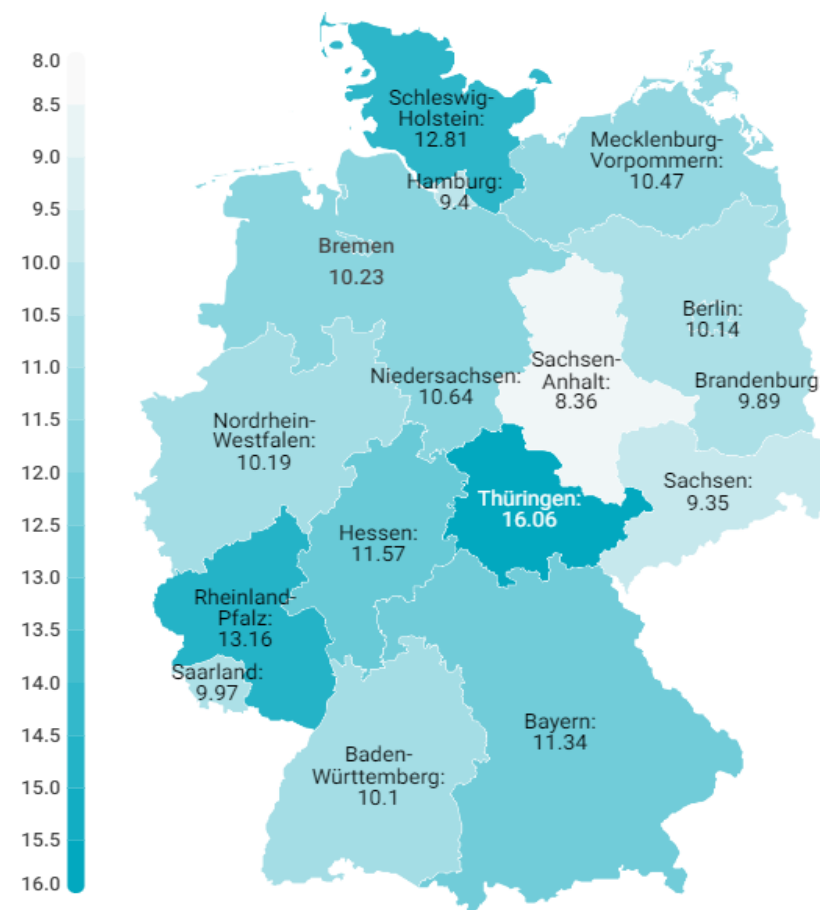 8.0
8.5
9.0
9.5
10.0
10.5
11.0
11.5
12.0
12.5
13.0
13.5
14.0
14.5
15.0
15.5
16.0
Schleswig-
Holstein:
12.81
Mecklenburg-
Vorpommern:
10.47
Hamburg:
9.4
Bremen
10.23
Berlin:
10.14
Sachsen-
Anhalt:
8.36
Niedersachsen:
10.64
Brandenburg
9.89
Nordrhein-
Westfalen:
10.19
Sachsen:
9.35
Thüringen:
16.06
Hessen:
11.57
Rheinland-
Pfalz:
13.16
Saarland:
9.97
Bayern:
11.34
Baden-
Württemberg:
10.1